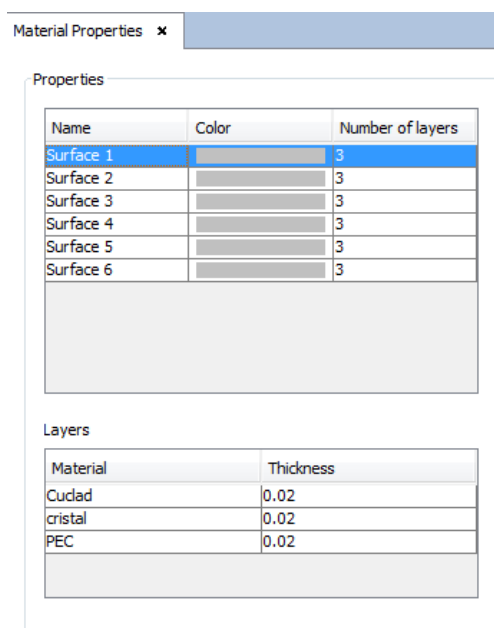 Material Properties ×
Properties
Name Color Number of layers
Surface 1 3
Surface 2 3
Surface 3 3
Surface 4 3
Surface 5 3
Surface 6 3
Layers
Material Thickness
Cuclad 0.02
cristal 0.02
PEC 0.02